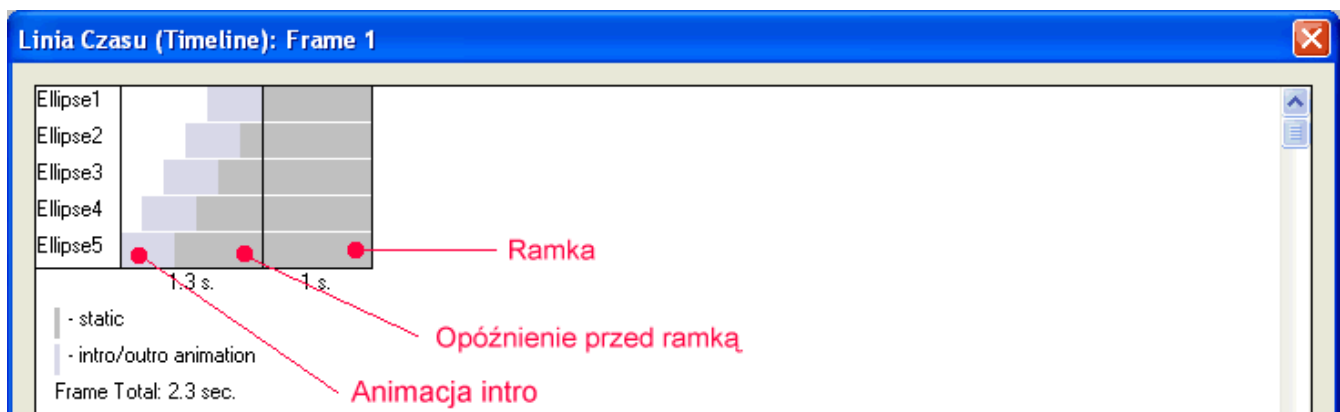 Linia Czasu (Timeline): Frame 1
Ellipse1
Ellipse2
Ellipse3
Ellipse4
Ellipse5
Ramka
1.3 s. 1 s.
- static
Opóźnienie przed ramką
- intro/outro animation
Frame Total: 2.3 sec.
Animacja intro